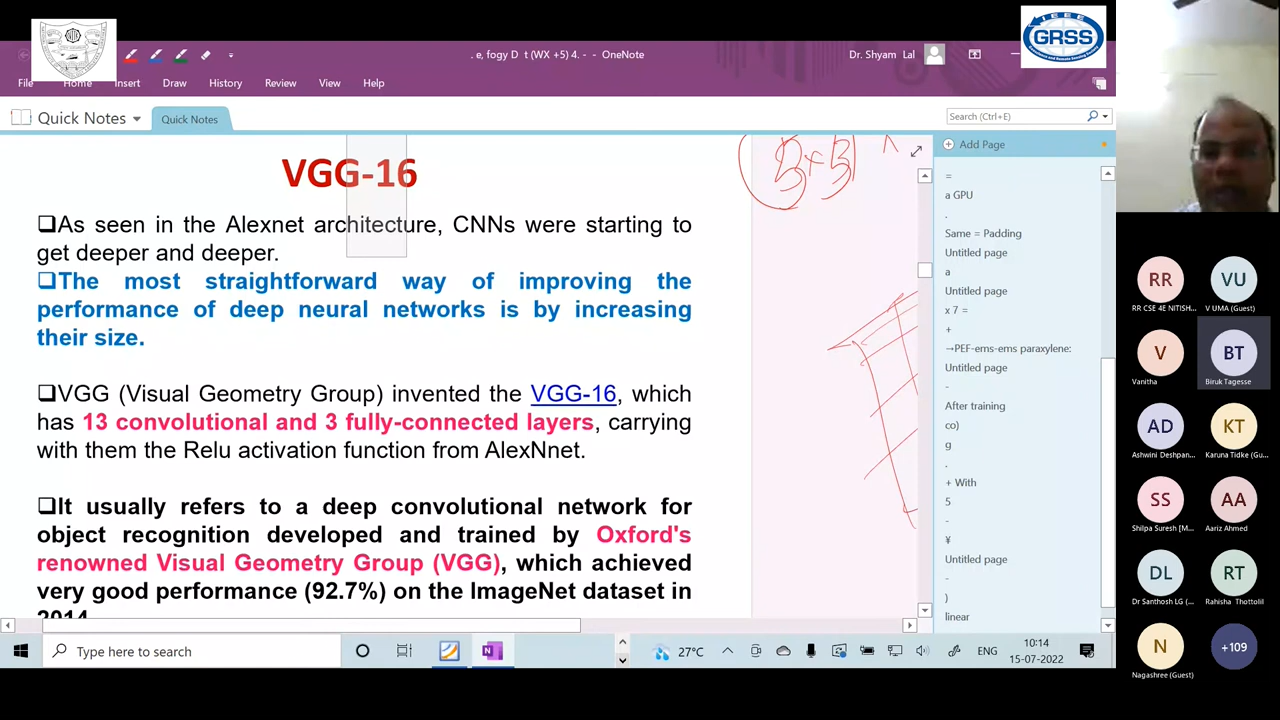 IEEE
GRSS
. e, fogy D t (WX +5) 4. - - OneNote
Dr. Shyam Lal
File
Home
Insert
Draw
History
Review
View
Help
Quick Notes
Quick Notes
Search (Ctrl+E)
VGG-16
❑As seen in the Alexnet architecture, CNNs were starting to
get deeper and deeper.
❑The most straightforward way of improving the
performance of deep neural networks is by increasing
their size.
❑VGG (Visual Geometry Group) invented the VGG-16, which
has 13 convolutional and 3 fully-connected layers, carrying
with them the Relu activation function from AlexNnet.
❑It usually refers to a deep convolutional network for
object recognition developed and trained by Oxford's
renowned Visual Geometry Group (VGG), which achieved
very good performance (92.7%) on the ImageNet dataset in
2014
Add Page
=
a GPU
.
Same = Padding
Untitled page
a
Untitled page
x 7 =
+
→PEF-ems-ems paraxylene:
Untitled page
-
After training
co)
g
.
+ With
5
-
¥
Untitled page
-
)
linear
Type here to search
27°C
ENG
10:14
15-07-2022
RR
VU
RR CSE 4E NITISH...
V UMA (Guest)
V
BT
Vanitha
Biruk Tagesse
AD
KT
Ashwini Deshpan...
Karuna Tidke (Gu...
SS
AA
Shilpa Suresh [M...
Aariz Ahmed
DL
RT
Dr Santhosh LG (...
Rahisha Thottolil
N
+109
Nagashree (Guest)